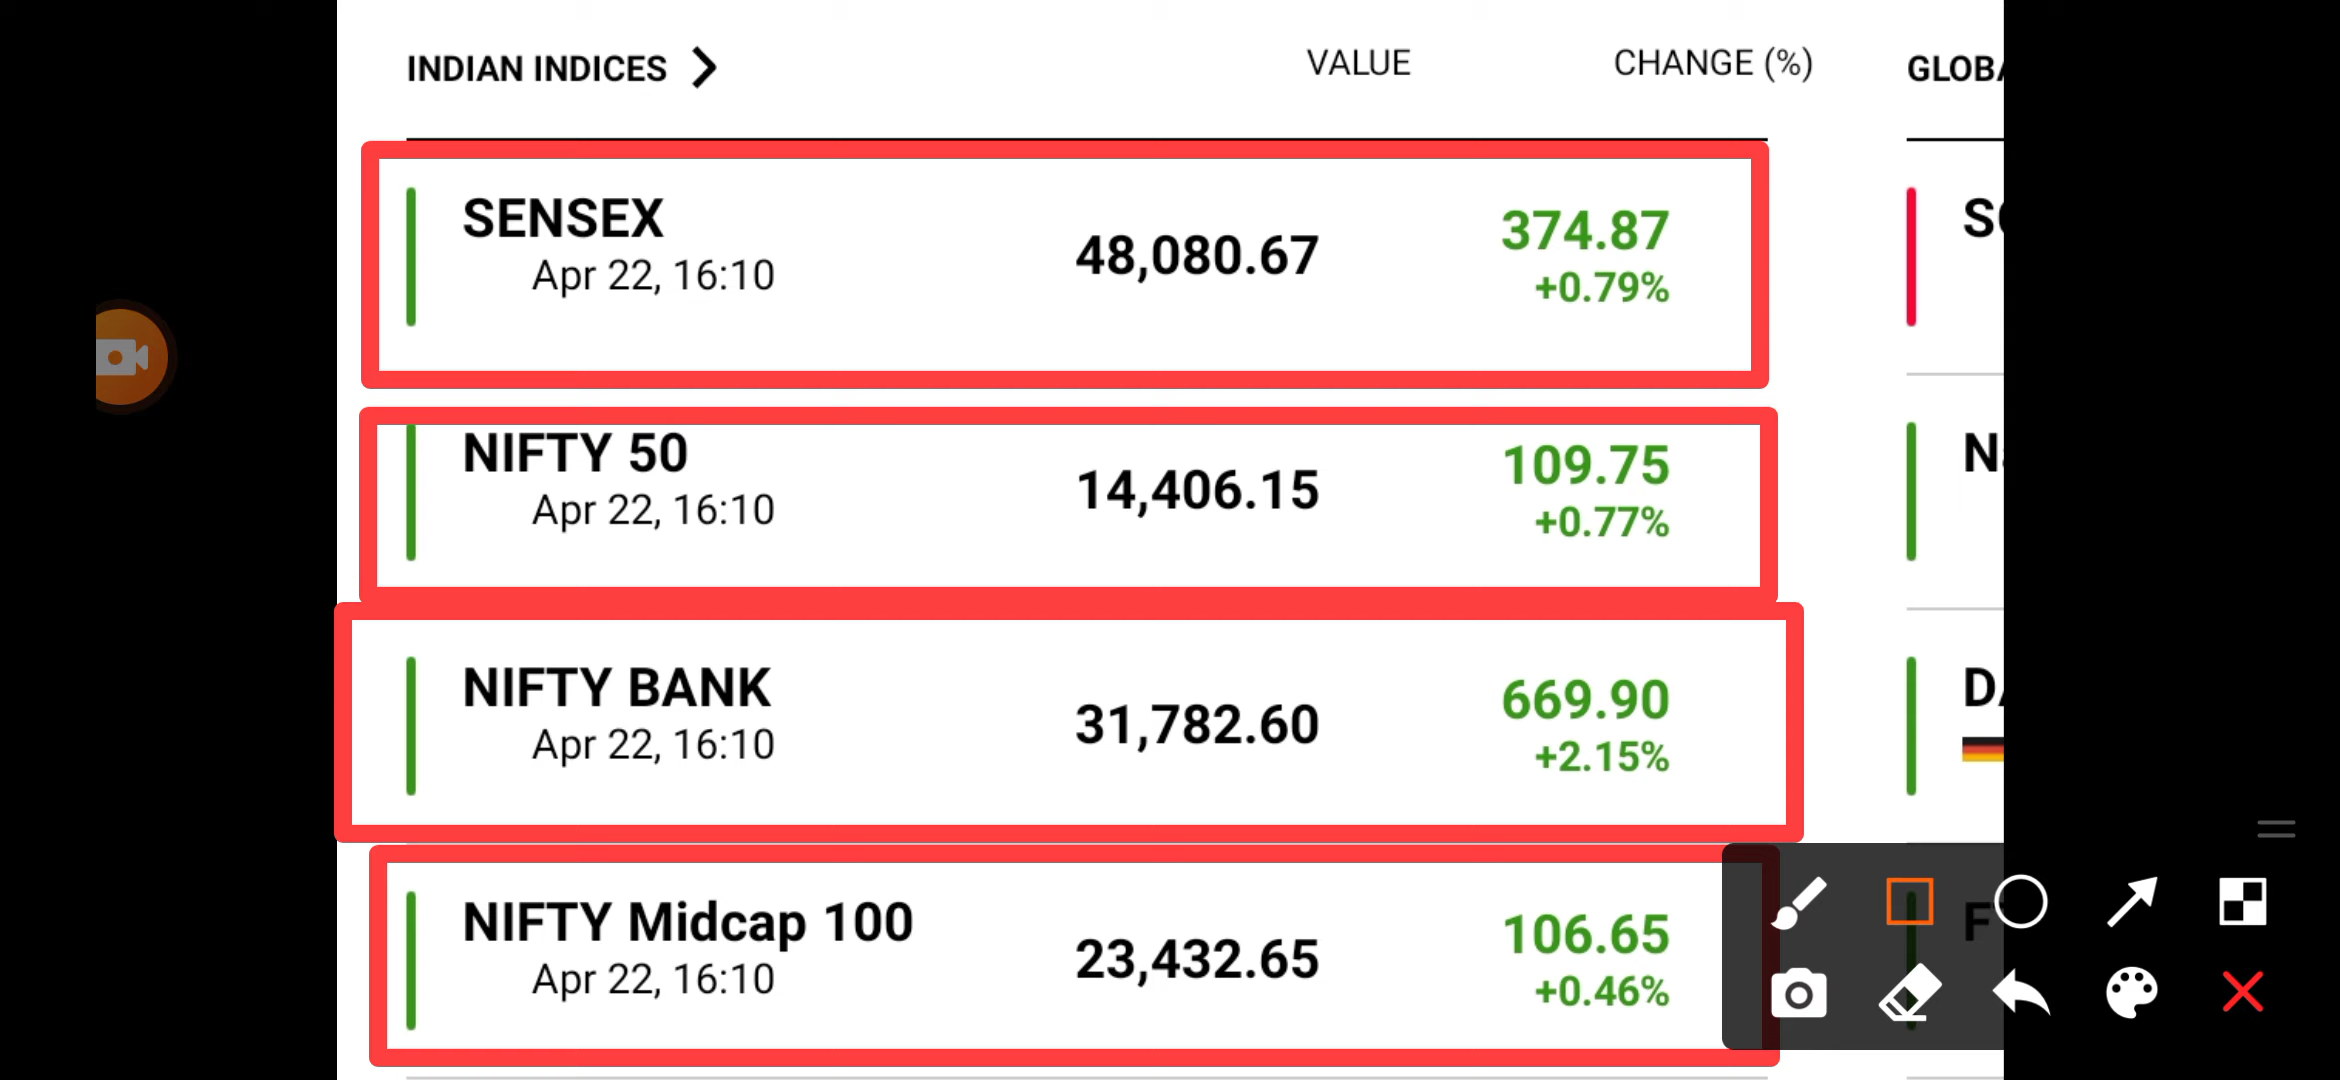 INDIAN INDICES
VALUE
CHANGE (%)
SENSEX
Apr 22, 16:10
48,080.67
374.87
+0.79%
NIFTY 50
Apr 22, 16:10
14,406.15
109.75
+0.77%
NIFTY BANK
Apr 22, 16:10
31,782.60
669.90
+2.15%
NIFTY Midcap 100
Apr 22, 16:10
23,432.65
106.65
+0.46%